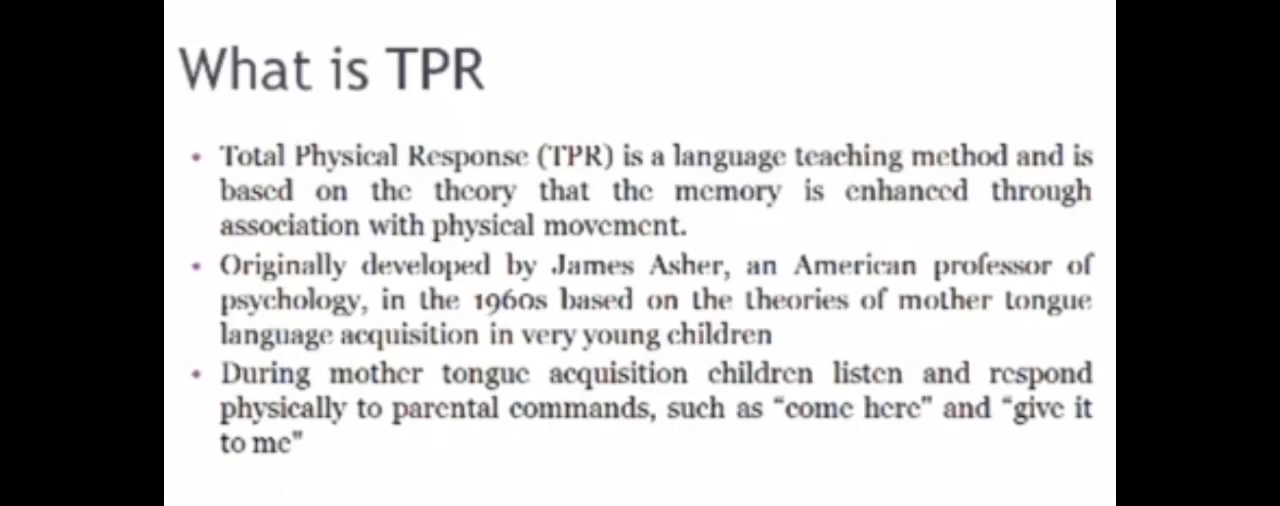 What is TPR
• Total Physical Response (TPR) is a language teaching method and is
based on the theory that the memory is enhanced through
association with physical movement.
• Originally developed by James Asher, an American professor of
psychology, in the 1960s based on the theories of mother tongue
language acquisition in very young children
• During mother tongue acquisition children listen and respond
physically to parental commands, such as “come here” and “give it
to me”